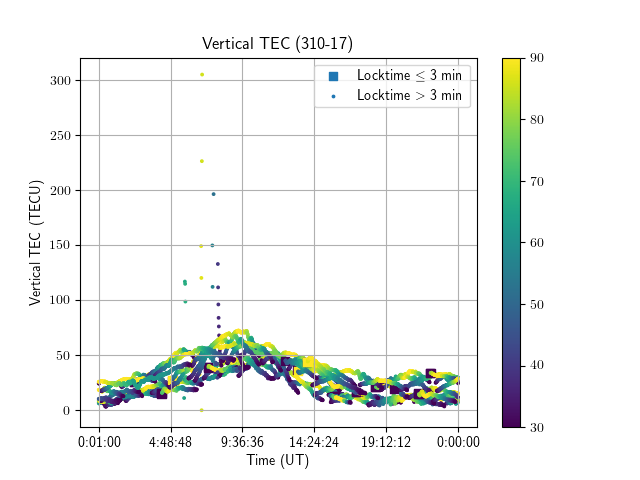 Vertical TEC (310-17)
Locktime ≤ 3 min
Locktime > 3 min
Vertical TEC (TECU)
300
250
200
150
100
50
0
0:01:00 4:48:48 9:36:36 14:24:24 19:12:12 0:00:00
Time (UT)
90
80
70
60
50
40
30